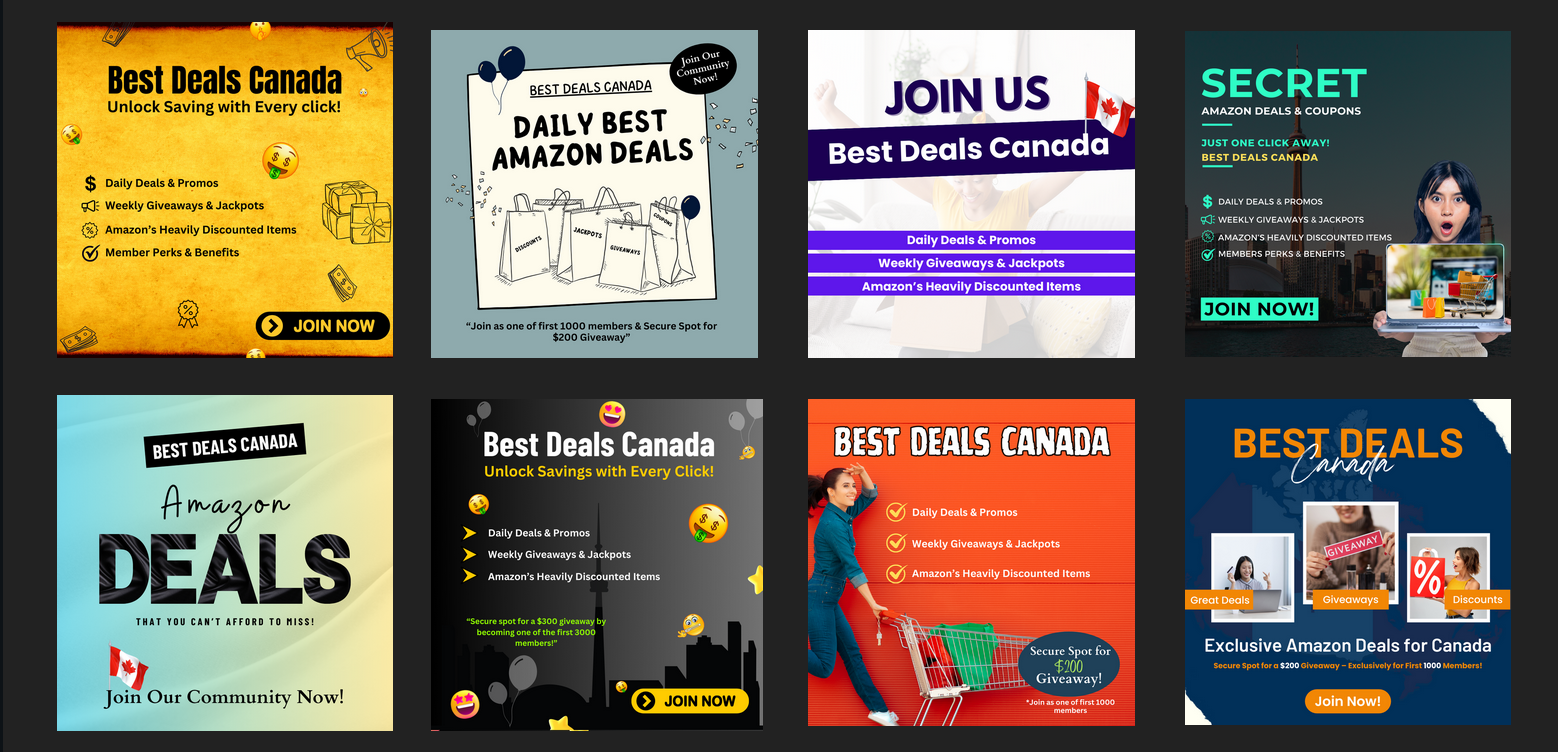 Best Deals Canada
Unlock Saving with Every click!
Daily Deals & Promos
Weekly Giveaways & Jackpots
Amazon's Heavily Discounted Items
Member Perks & Benefits
JOIN NOW
Join Our
Community
Now!
BEST DEALS CANADA
DAILY BEST
AMAZON DEALS
DISCOUNTS
JACKPOTS
GIVEAWAYS
COUPONS
“Join as one of first 1000 members & Secure Spot for
$200 Giveaway”
JOIN US
Best Deals Canada
Daily Deals & Promos
Weekly Giveaways & Jackpots
Amazon's Heavily Discounted Items
SECRET
AMAZON DEALS & COUPONS
JUST ONE CLICK AWAY!
BEST DEALS CANADA
DAILY DEALS & PROMOS
WEEKLY GIVEAWAYS & JACKPOTS
AMAZON'S HEAVILY DISCOUNTED ITEMS
MEMBERS PERKS & BENEFITS
JOIN NOW!
BEST DEALS CANADA
Amazon
DEALS
THAT YOU CAN'T AFFORD TO MISS!
Join Our Community Now!
Best Deals Canada
Unlock Savings with Every Click!
Daily Deals & Promos
Weekly Giveaways & Jackpots
Amazon's Heavily Discounted Items
“Secure spot for a $300 giveaway by
becoming one of the first 3000
members!”
JOIN NOW
BEST DEALS CANADA
Daily Deals & Promos
Weekly Giveaways & Jackpots
Amazon's Heavily Discounted Items
Secure Spot for
$200
Giveaway!
*Join as one of first 1000
members
BEST DEALS
Canada
GIVEAWAY
%
Great Deals
Giveaways
Discounts
Exclusive Amazon Deals for Canada
Secure Spot for a $200 Giveaway – Exclusively for First 1000 Members!
Join Now!